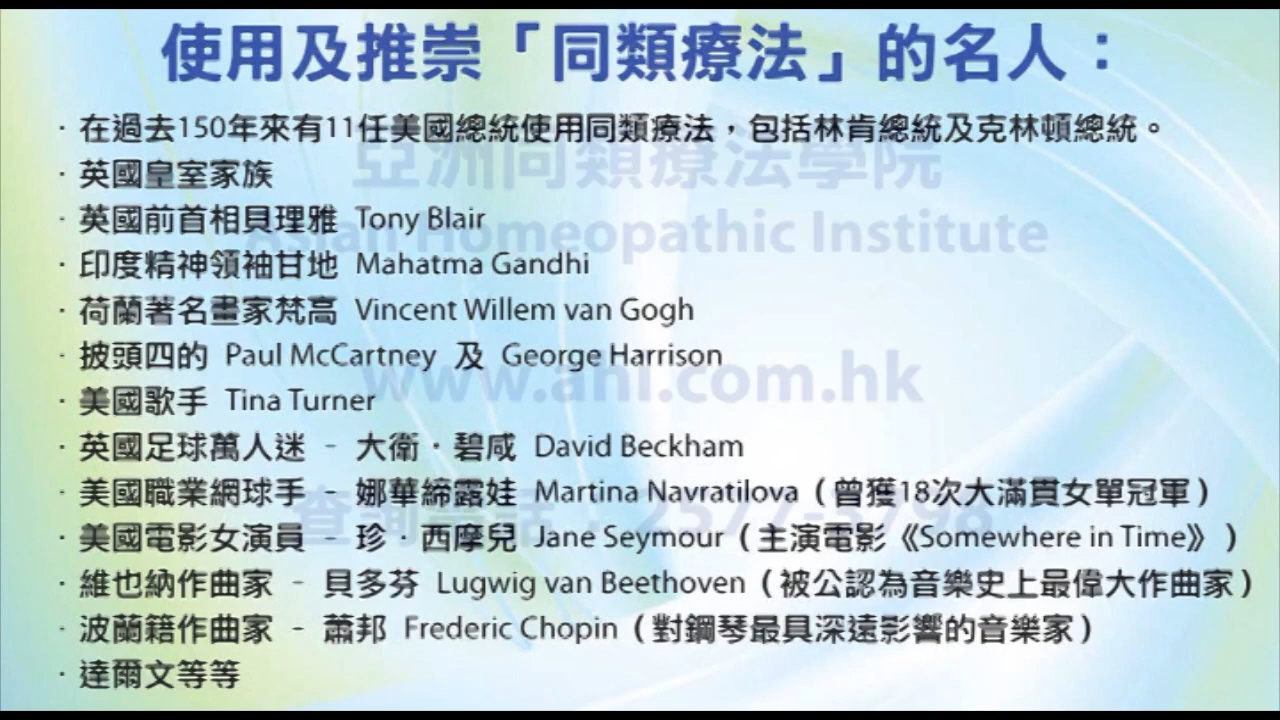 使用及推崇「同類療法」的名人：
· 在過去150年來有11任美國總統使用同類療法，包括林肯總統及克林頓總統。
亞洲同類療法學院
· 英國皇室家族
· 英國前首相貝理雅 Tony Blair
Asian Homeopathic Institute
· 印度精神領袖甘地 Mahatma Gandhi
· 荷蘭著名畫家梵高 Vincent Willem van Gogh
· 披頭四的 Paul McCartney 及 George Harrison
www.ahi.com.hk
· 美國歌手 Tina Turner
· 英國足球萬人迷 - 大衛·碧咸 David Beckham
· 美國職業網球手 - 娜華締露娃 Martina Navratilova（曾獲18次大滿貫女單冠軍）
· 美國電影女演員 - 珍·西摩兒 Jane Seymour（主演電影《Somewhere in Time》）
· 維也納作曲家 - 貝多芬 Lugwig van Beethoven（被公認為音樂史上最偉大作曲家）
· 波蘭籍作曲家 - 蕭邦 Frederic Chopin（對鋼琴最具深遠影響的音樂家）
· 達爾文等等